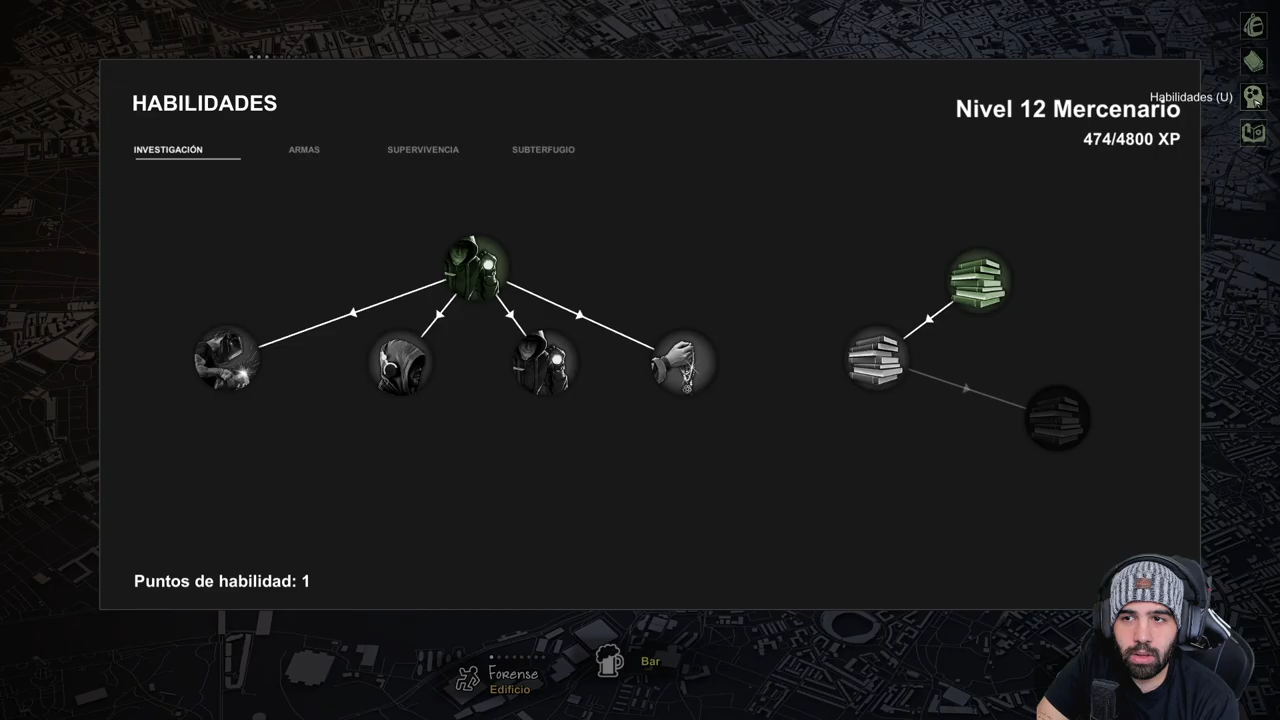 HABILIDADES
Habilidades (U)
Nivel 12 Mercenario
474/4800 XP
INVESTIGACIÓN
ARMAS
SUPERVIVENCIA
SUBTERFUGIO
Puntos de habilidad: 1
Forense
Edificio
Bar